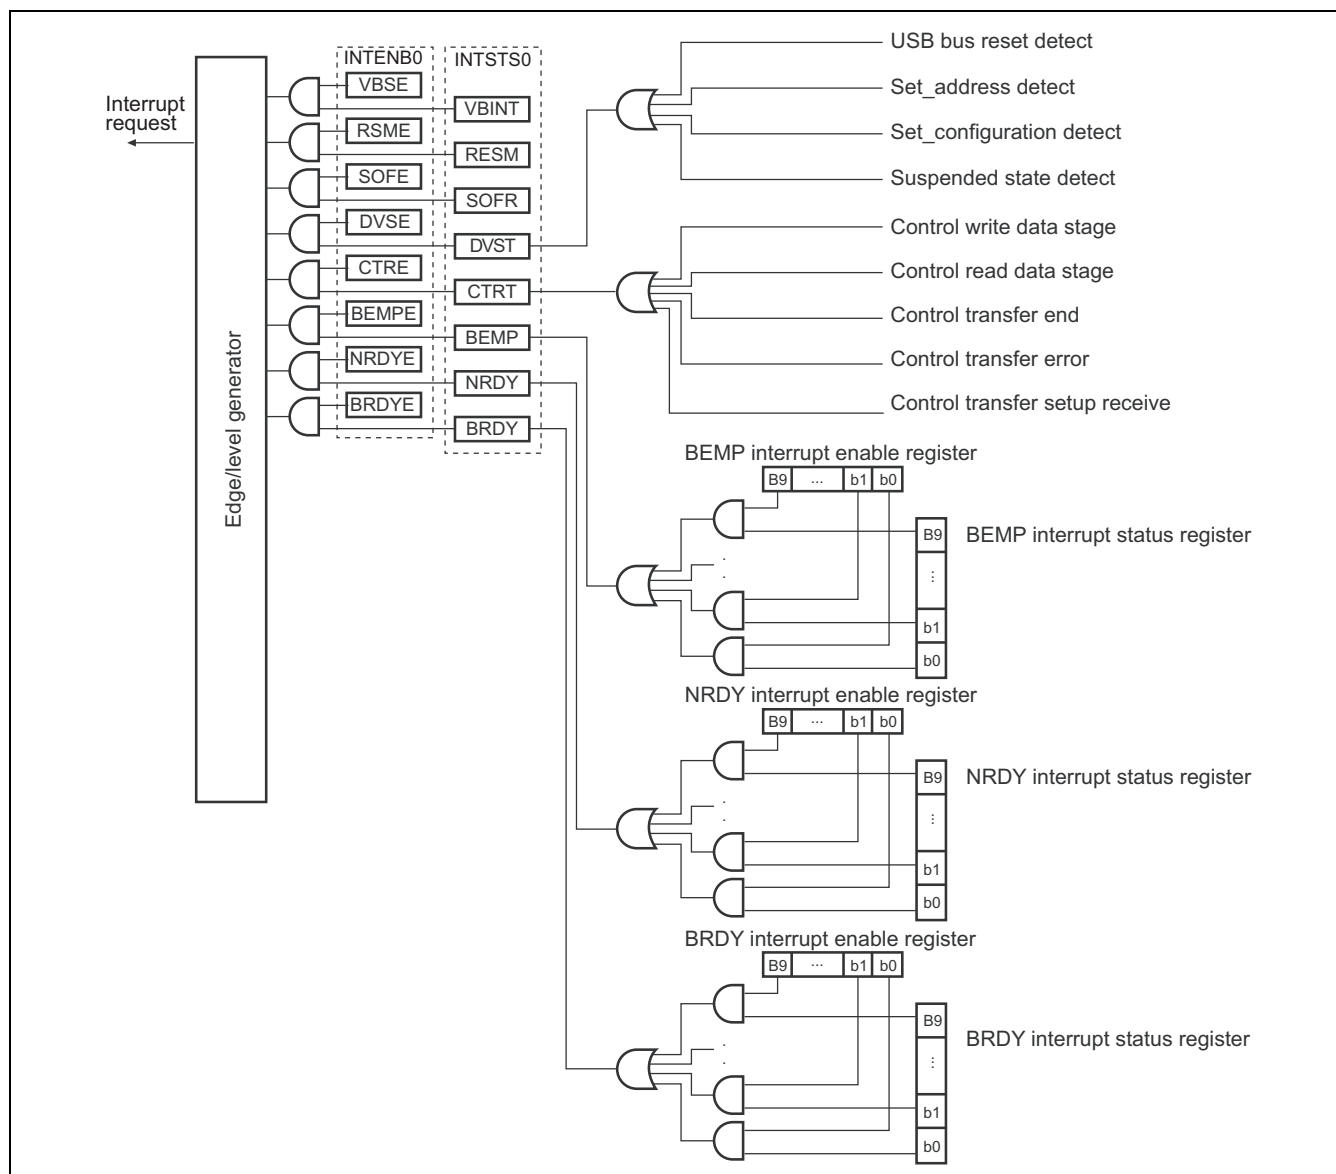 INTENB0
INTSTS0
VBSE
VBINT
RSME
RESM
SOFE
SOFR
DVSE
DVST
CTRE
CTRT
BEMPE
BEMP
NRDYE
NRDY
BRDYE
BRDY
Interrupt
request
Edge/level generator
USB bus reset detect
Set_address detect
Set_configuration detect
Suspended state detect
Control write data stage
Control read data stage
Control transfer end
Control transfer error
Control transfer setup receive
BEMP interrupt enable register
B9 ... b1 b0
BEMP interrupt status register
B9
...
b1
b0
NRDY interrupt enable register
B9 ... b1 b0
NRDY interrupt status register
B9
...
b1
b0
BRDY interrupt enable register
B9 ... b1 b0
BRDY interrupt status register
B9
...
b1
b0